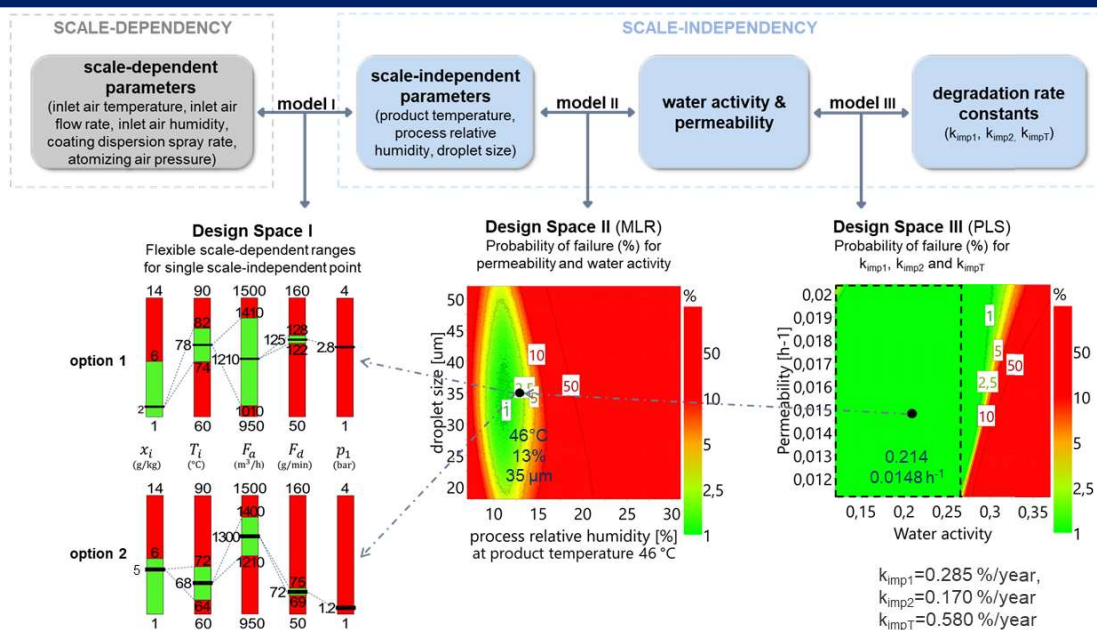 SCALE-DEPENDENCY
SCALE-INDEPENDENCY
scale-dependent
parameters
(inlet air temperature, inlet air
flow rate, inlet air humidity,
coating dispersion spray rate,
atomizing air pressure)
model I
scale-independent
parameters
(product temperature,
process relative
humidity, droplet size)
model II
water activity &
permeability
model III
degradation rate
constants
(kimp1, kimp2, kimpT)
Design Space I
Flexible scale-dependent ranges
for single scale-independent point
14 90 1500 160 4
option 1
6 82 1410 128
2 78 1210 125 2.8
74 1010 122
1 60 950 50 1
xi Ti Fa Fd p1
(g/kg) (°C) (m³/h) (g/min) (bar)
14 90 1500 160 4
option 2
6 72 1400 75
5 68 1300 72 1.2
64 1210 69
1 60 950 50 1
Design Space II (MLR)
Probability of failure (%) for
permeability and water activity
droplet size [um]
50
45
40
35
30
25
20
10 15 20 25 30
process relative humidity [%]
at product temperature 46 °C
10
50
2,5
5
1
46°C
13%
35 µm
%
50
10
5
2,5
1
Design Space III (PLS)
Probability of failure (%) for
kimp1, kimp2 and kimpT
Permeability [h-1]
0,02
0,019
0,018
0,017
0,016
0,015
0,014
0,013
0,012
0,15 0,2 0,25 0,3 0,35
Water activity
1
5
50
2,5
10
0.214
0.0148 h-1
%
50
10
5
2,5
1
kimp1=0.285 %/year,
kimp2=0.170 %/year
kimpT=0.580 %/year